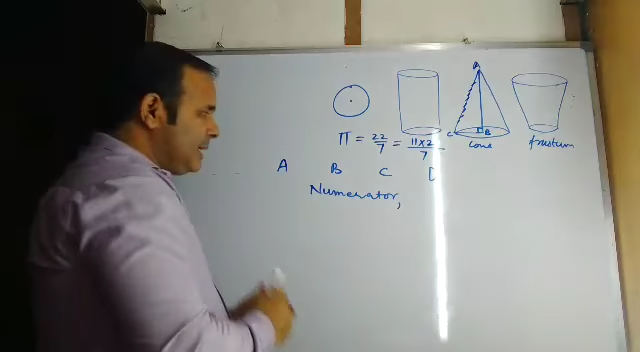 A
C B
cone frustum
π = 22/7 = 11×2/7
A B C D
Numerator,